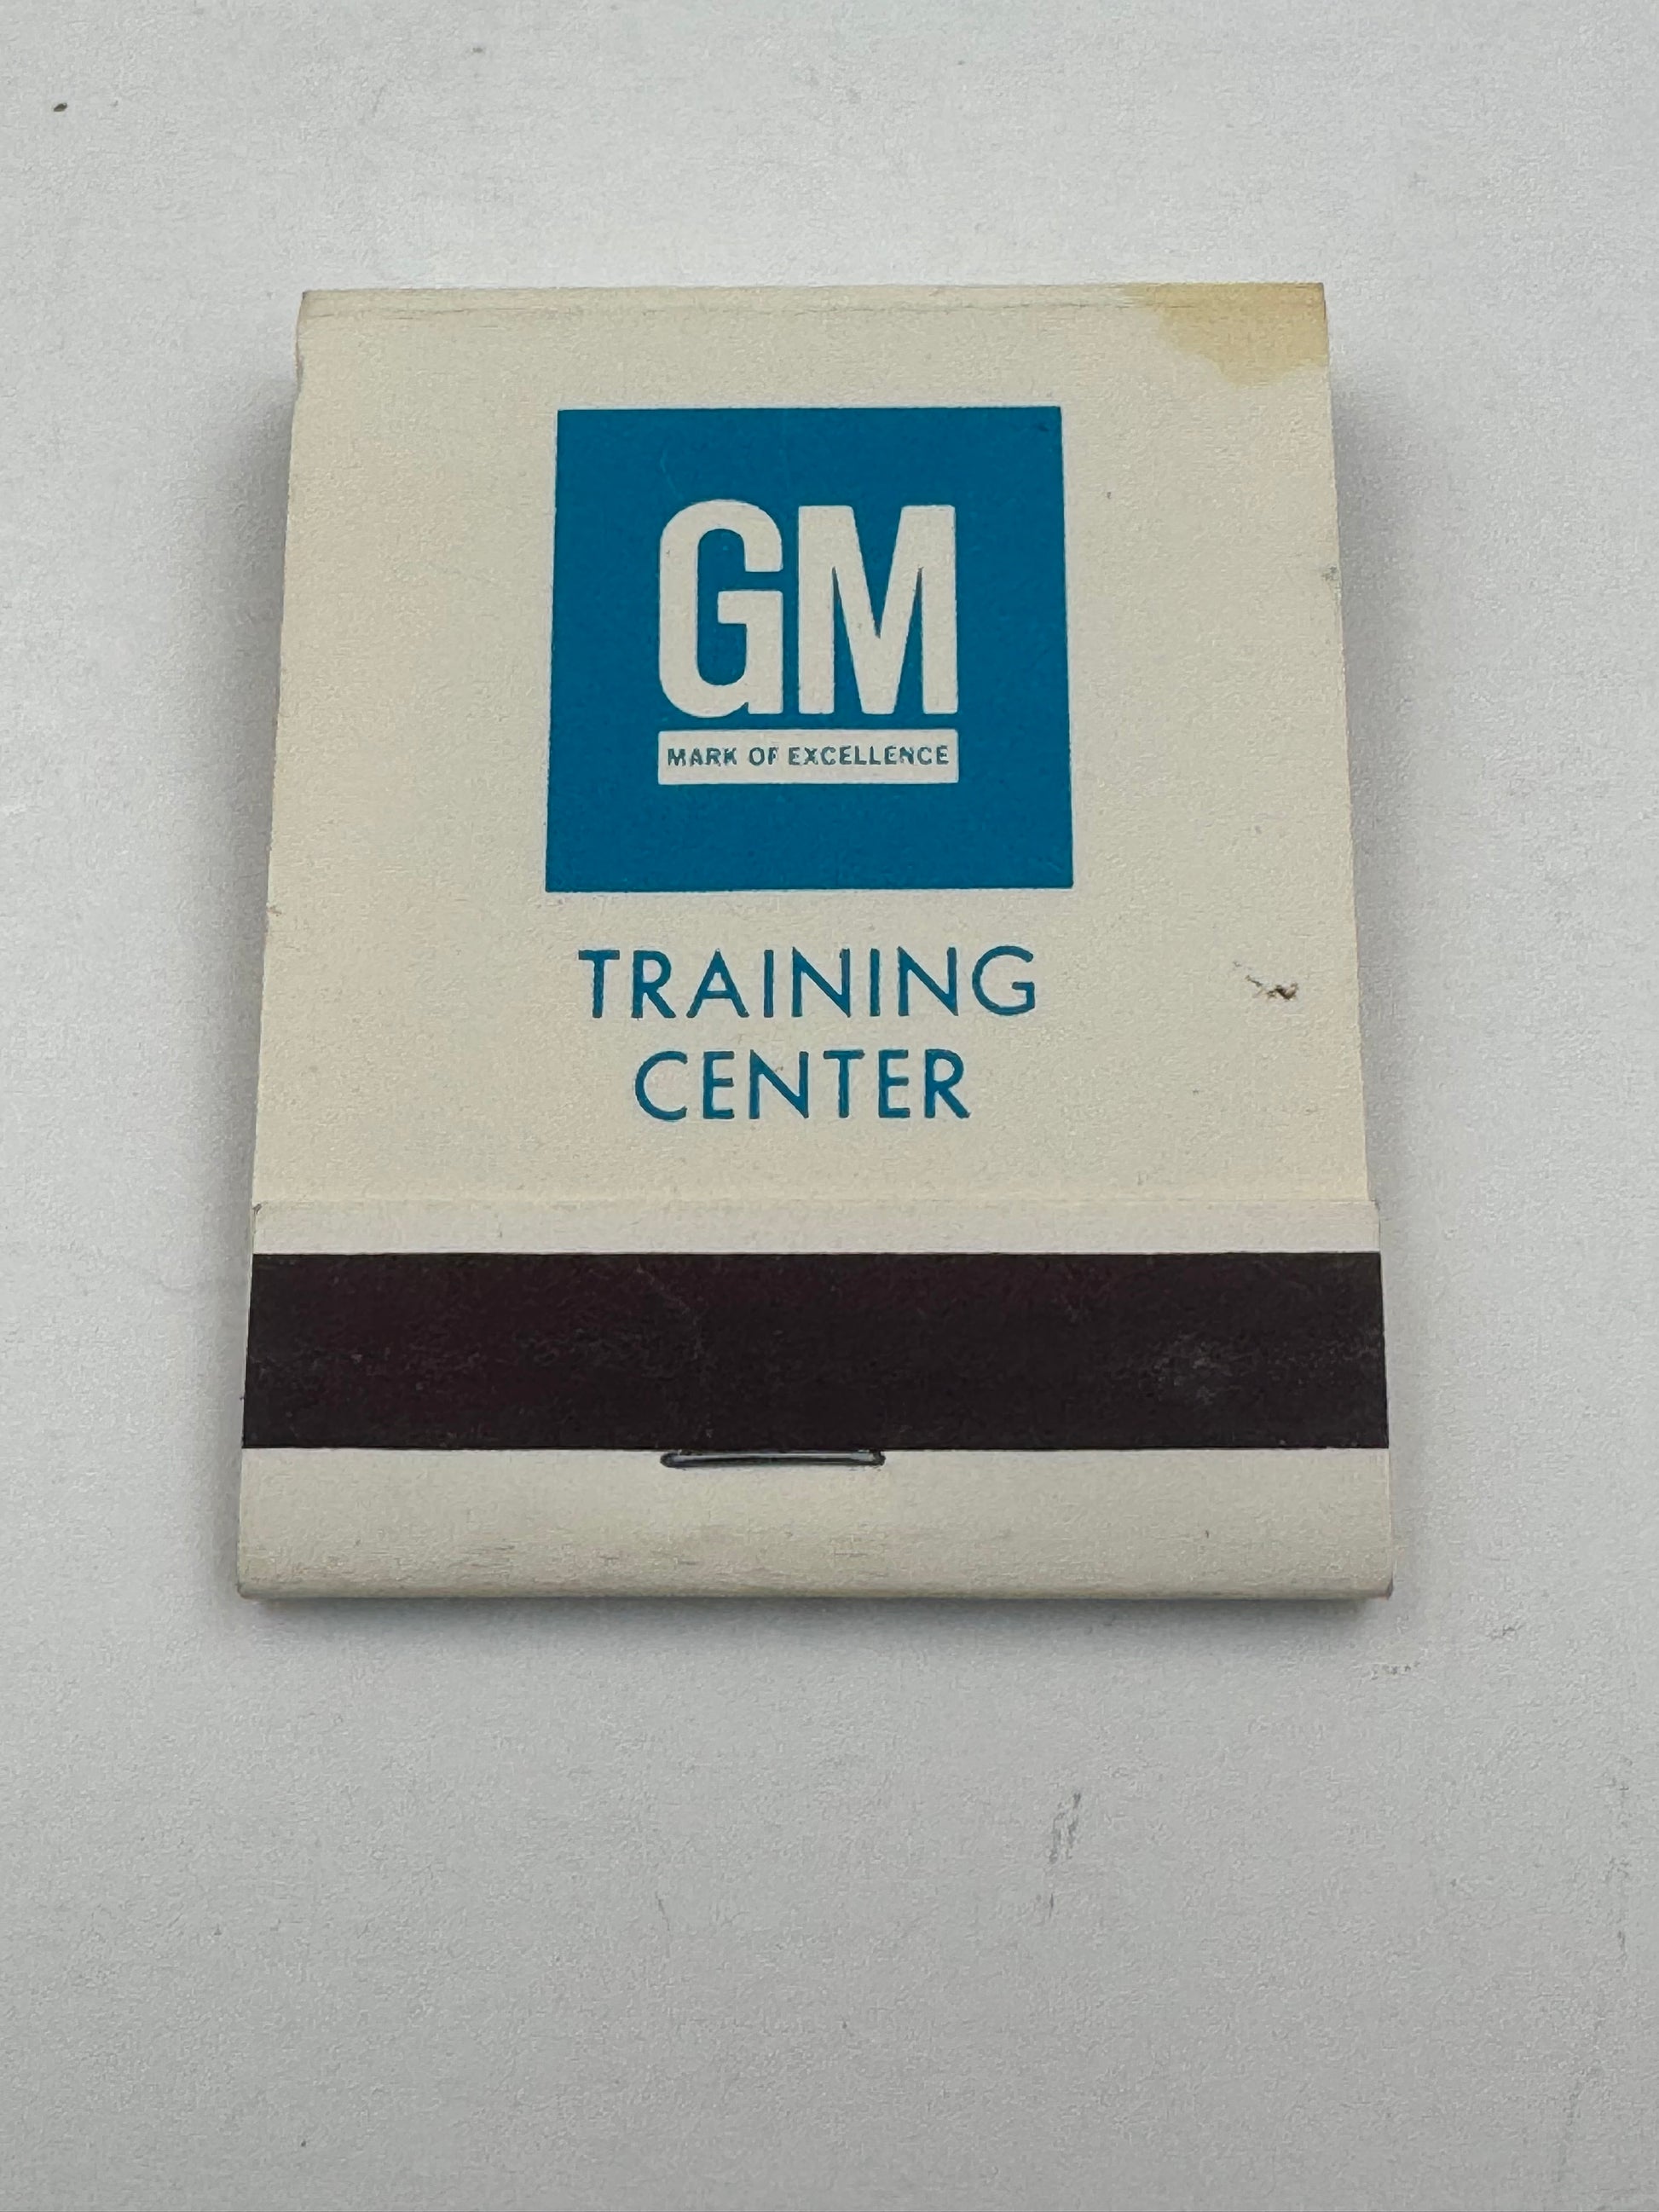 GM
MARK OF EXCELLENCE
TRAINING
CENTER